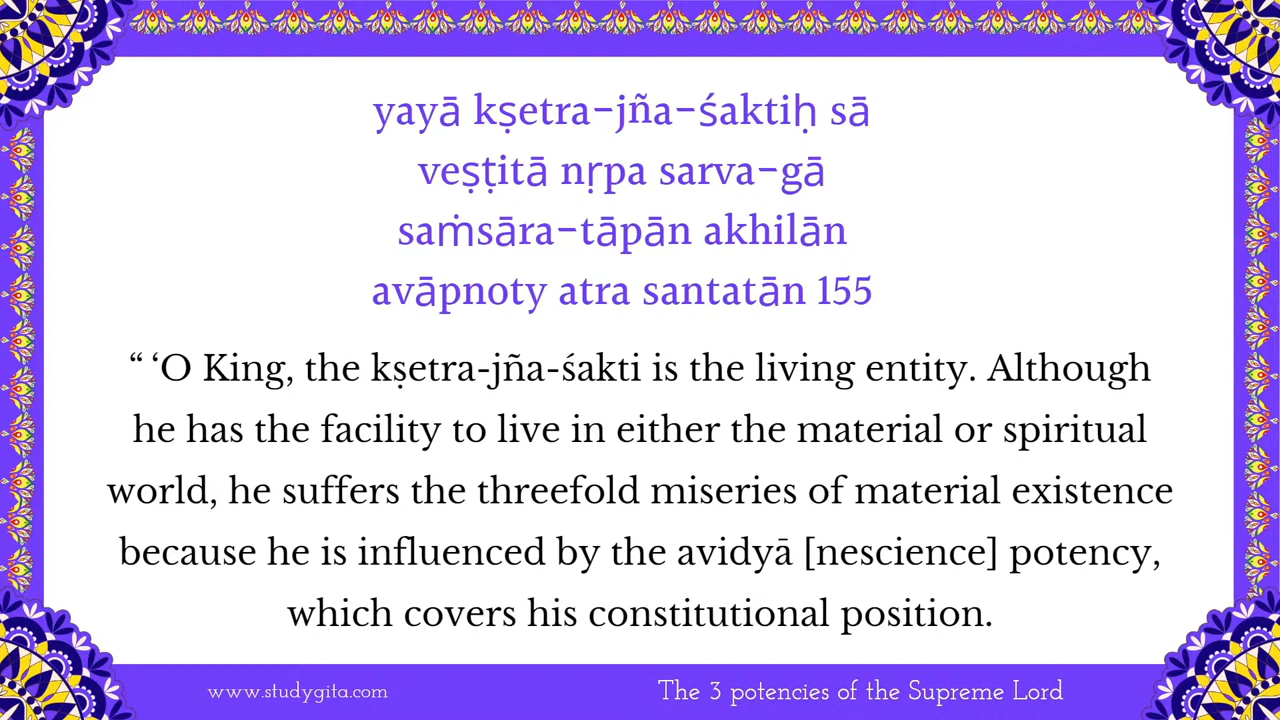 yayā kṣetra-jña-śaktiḥ sā
veṣṭitā nṛpa sarva-gā
saṁsāra-tāpān akhilān
avāpnoty atra santatān 155
“ ‘O King, the kṣetra-jña-śakti is the living entity. Although
he has the facility to live in either the material or spiritual
world, he suffers the threefold miseries of material existence
because he is influenced by the avidyā [nescience] potency,
which covers his constitutional position.
www.studygita.com
The 3 potencies of the Supreme Lord